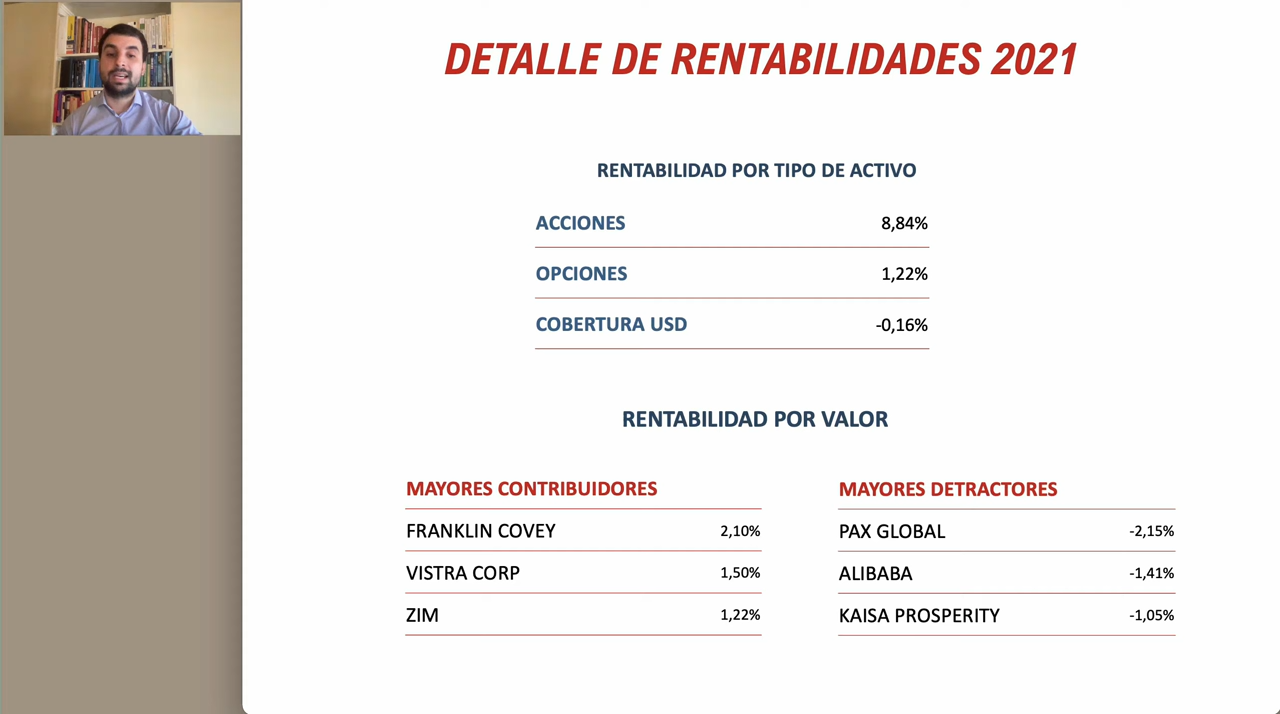 DETALLE DE RENTABILIDADES 2021
RENTABILIDAD POR TIPO DE ACTIVO
ACCIONES 8,84%
OPCIONES 1,22%
COBERTURA USD -0,16%
RENTABILIDAD POR VALOR
MAYORES CONTRIBUIDORES
FRANKLIN COVEY 2,10%
VISTRA CORP 1,50%
ZIM 1,22%
MAYORES DETRACTORES
PAX GLOBAL -2,15%
ALIBABA -1,41%
KAISA PROSPERITY -1,05%